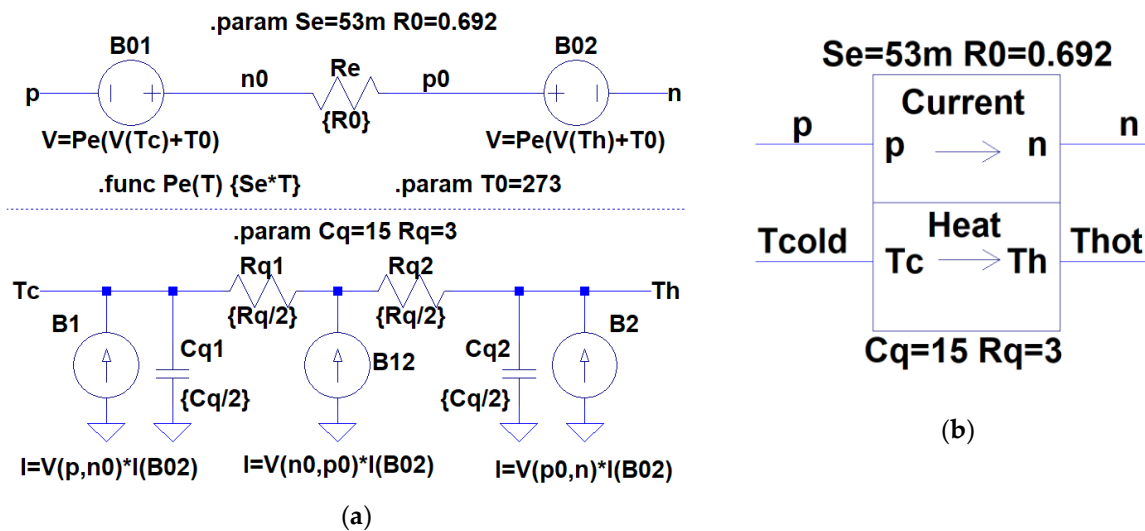 .param Se=53m R0=0.692
B01
Re
B02
p
n0
p0
n
{R0}
V=Pe(V(Tc)+T0)
V=Pe(V(Th)+T0)
.func Pe(T) {Se*T}
.param T0=273
.param Cq=15 Rq=3
Rq1
Rq2
Tc
Th
{Rq/2}
{Rq/2}
B1
Cq1
{Cq/2}
B12
Cq2
{Cq/2}
B2
I=V(p,n0)*I(B02)
I=V(n0,p0)*I(B02)
I=V(p0,n)*I(B02)
(a)
Se=53m R0=0.692
Current
p
p
n
n
Heat
Tcold
Tc
Th
Thot
Cq=15 Rq=3
(b)